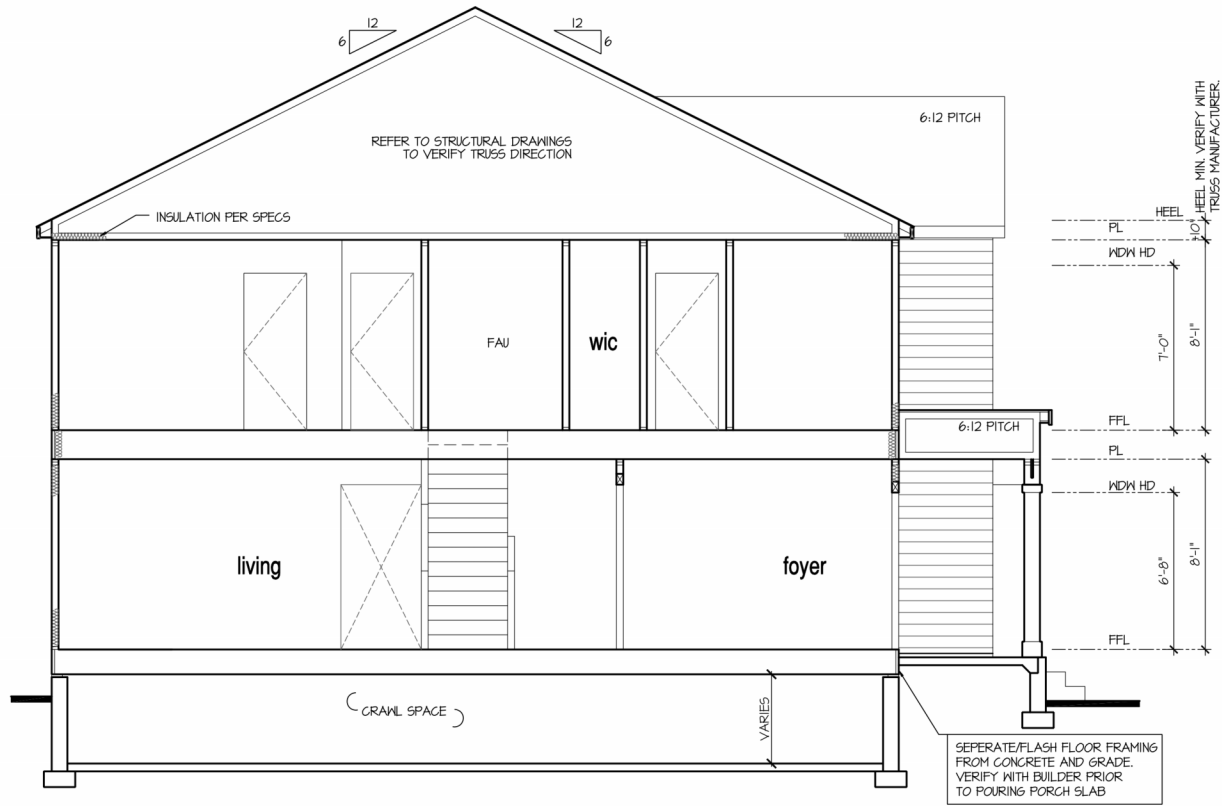 12
6
12
6
6:12 PITCH
REFER TO STRUCTURAL DRAWINGS
TO VERIFY TRUSS DIRECTION
HEEL MIN. VERIFY WITH
TRUSS MANUFACTURER.
INSULATION PER SPECS
HEEL
10"
PL
WDW HD
FAU
wic
7'-0"
8'-1"
FFL
6:12 PITCH
PL
WDW HD
living
foyer
6'-8"
8'-1"
FFL
CRAWL SPACE
VARIES
SEPERATE/FLASH FLOOR FRAMING
FROM CONCRETE AND GRADE.
VERIFY WITH BUILDER PRIOR
TO POURING PORCH SLAB